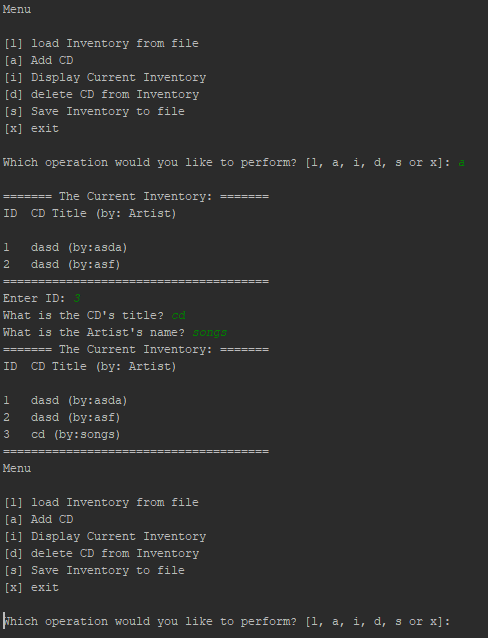 Menu
[l] load Inventory from file
[a] Add CD
[i] Display Current Inventory
[d] delete CD from Inventory
[s] Save Inventory to file
[x] exit
Which operation would you like to perform? [l, a, i, d, s or x]: a
======= The Current Inventory: =======
ID  CD Title (by: Artist)
1   dasd (by:asda)
2   dasd (by:asf)
======================================
Enter ID: 3
What is the CD's title? cd
What is the Artist's name? songs
======= The Current Inventory: =======
ID  CD Title (by: Artist)
1   dasd (by:asda)
2   dasd (by:asf)
3   cd (by:songs)
======================================
Menu
[l] load Inventory from file
[a] Add CD
[i] Display Current Inventory
[d] delete CD from Inventory
[s] Save Inventory to file
[x] exit
Which operation would you like to perform? [l, a, i, d, s or x]: